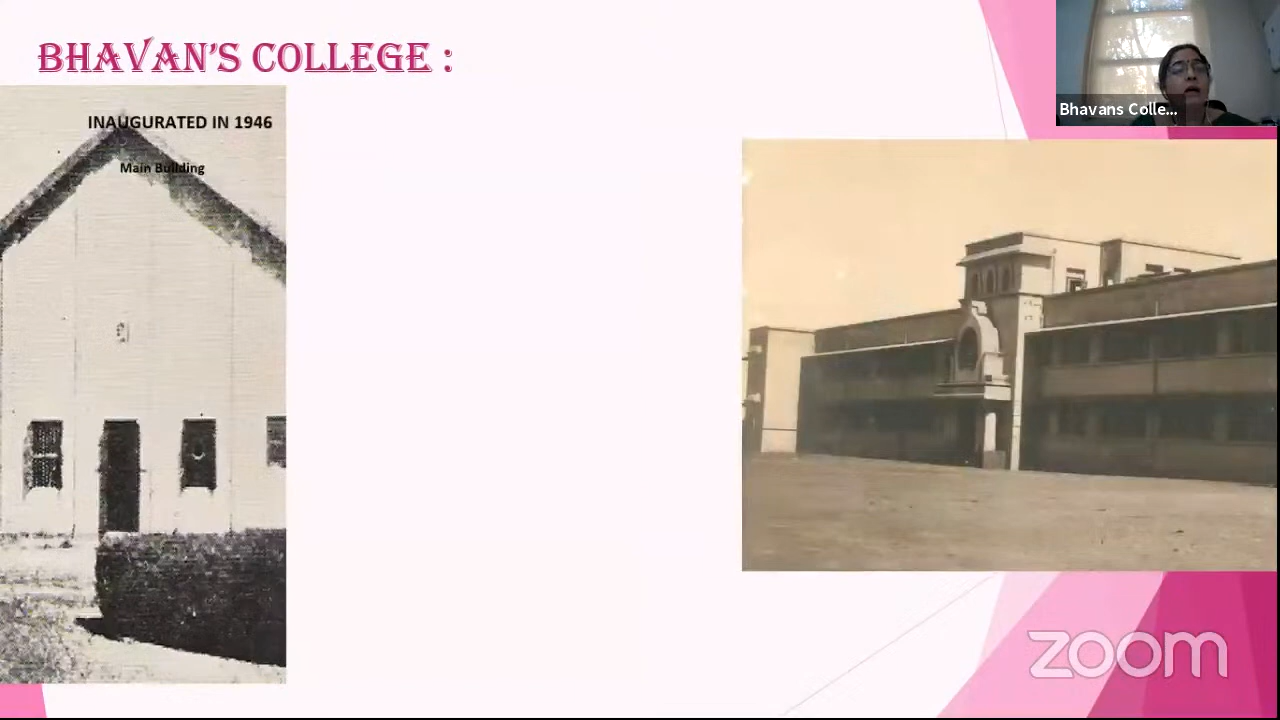 BHAVAN'S COLLEGE :
INAUGURATED IN 1946
Main Building
Bhavans Colle...
zoom